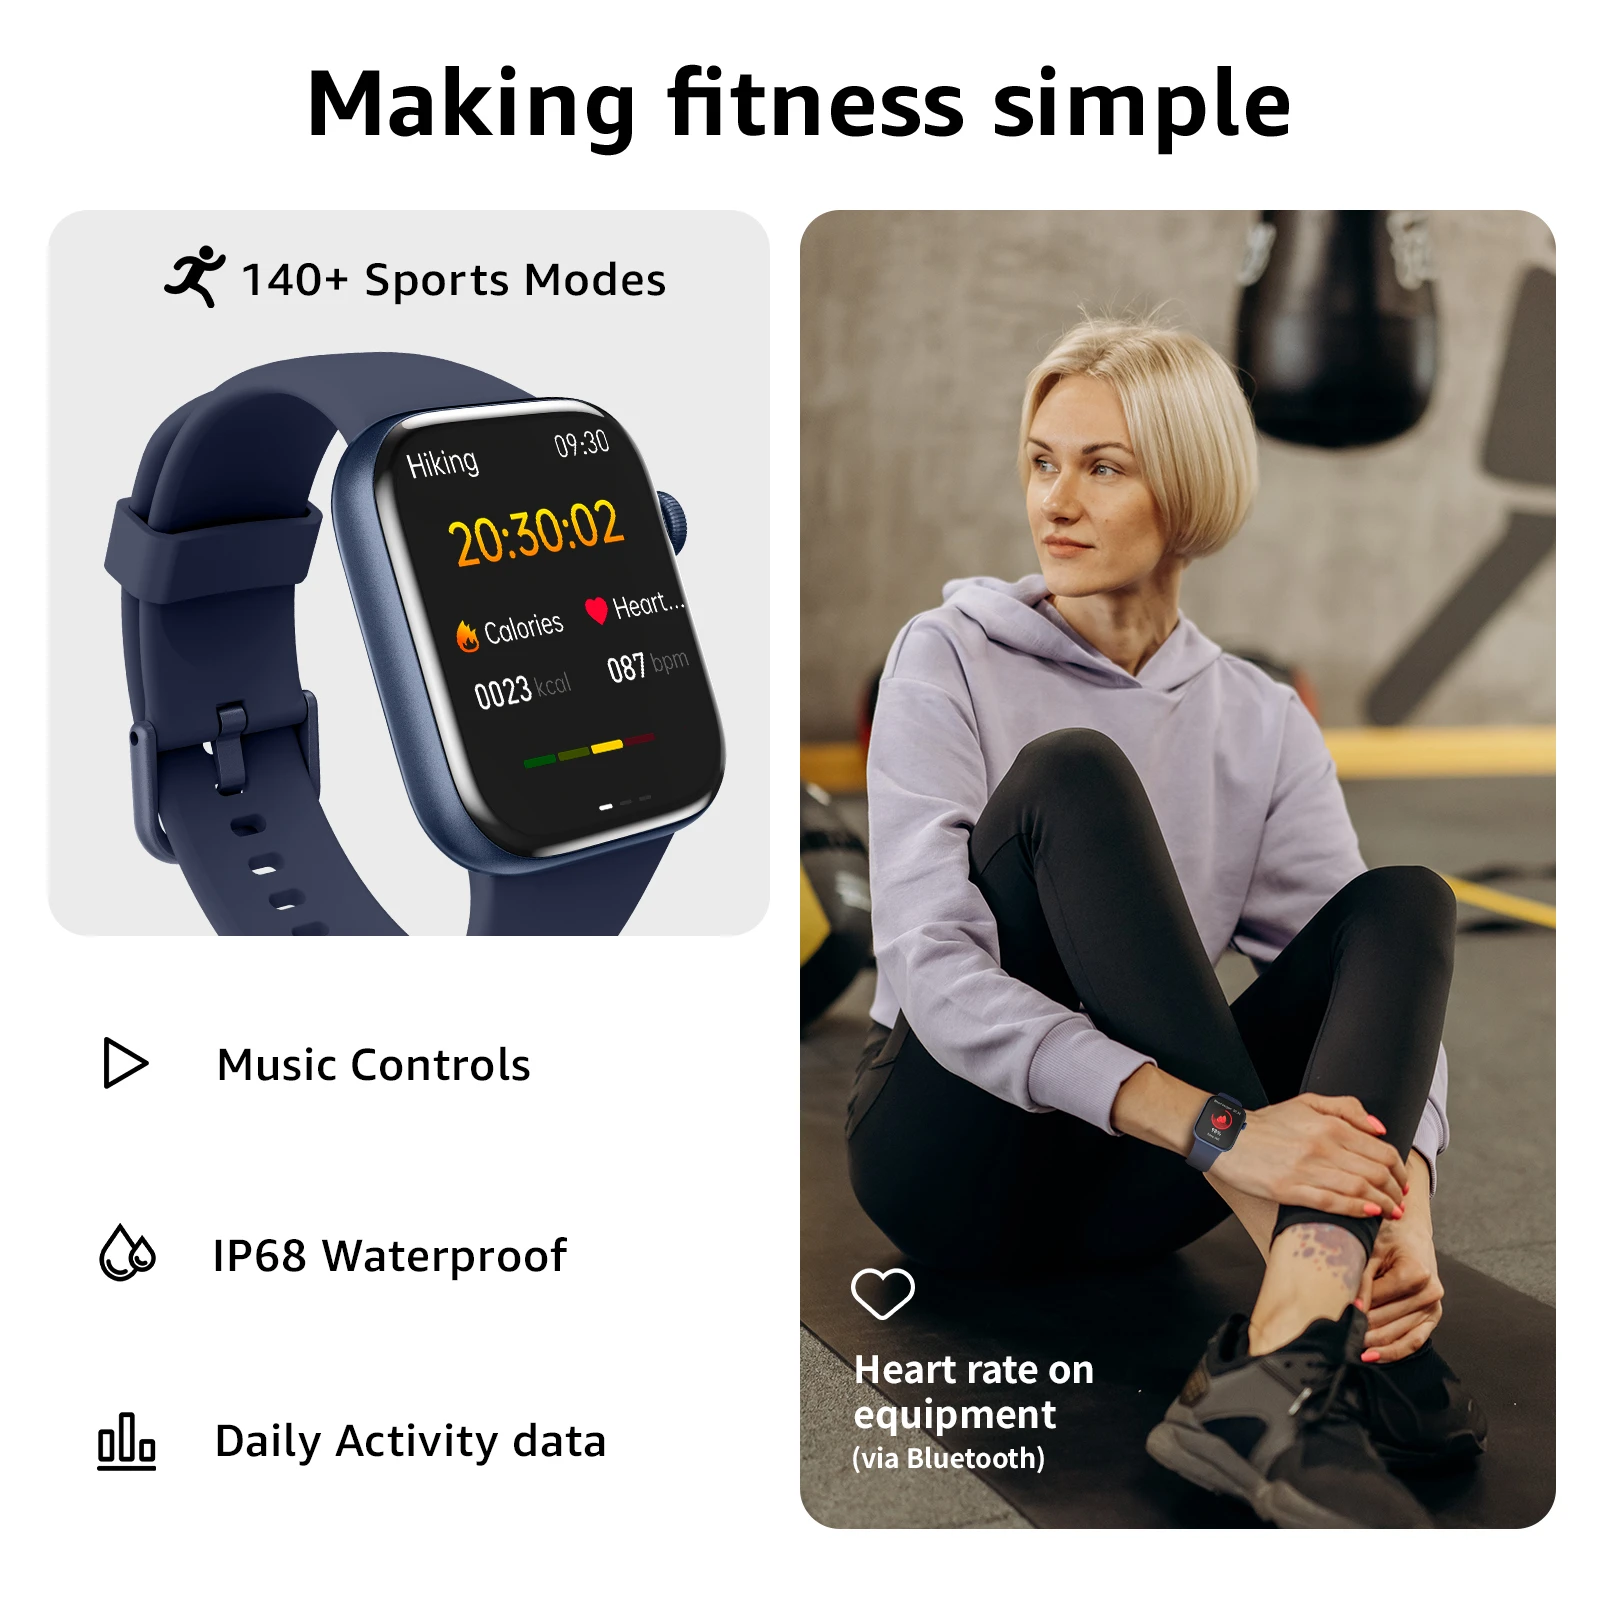 Making fitness simple
140+ Sports Modes
Hiking 09:30
20:30:02
Calories Heart...
0023 kcal 087 bpm
Music Controls
IP68 Waterproof
Daily Activity data
Heart rate on
equipment
(via Bluetooth)